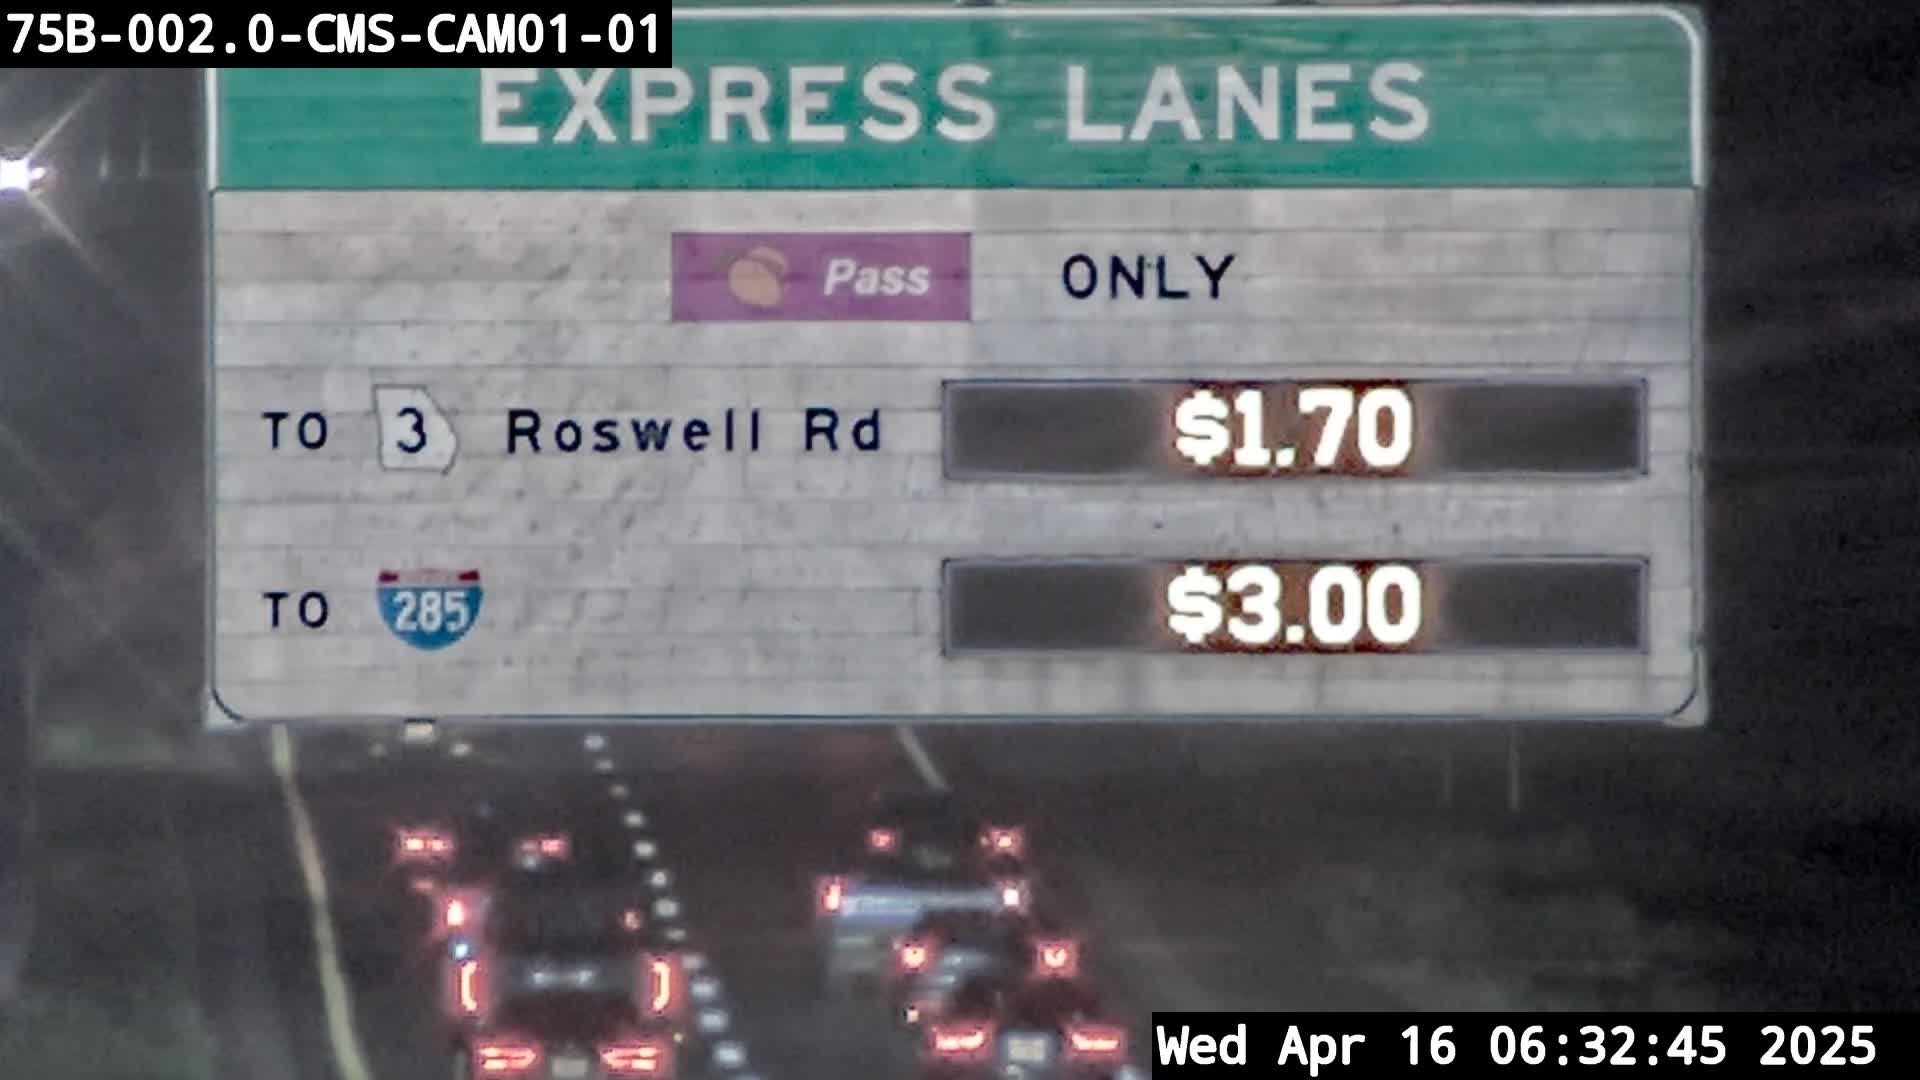 75B-002.0-CMS-CAM01-01
EXPRESS LANES
Pass ONLY
TO 3 Roswell Rd $1.70
TO 285 $3.00
Wed Apr 16 06:32:45 2025